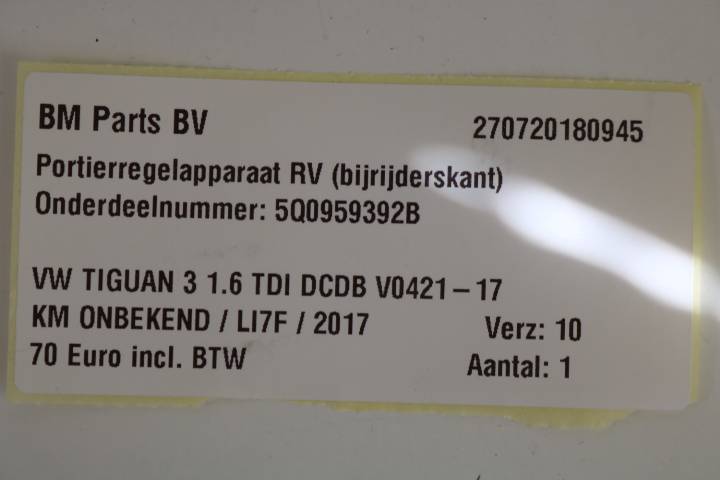 BM Parts BV 270720180945
Portierregelapparaat RV (bijrijderskant)
Onderdeelnummer: 5Q0959392B
VW TIGUAN 3 1.6 TDI DCDB V0421-17
KM ONBEKEND / LI7F / 2017 Verz: 10
70 Euro incl. BTW Aantal: 1